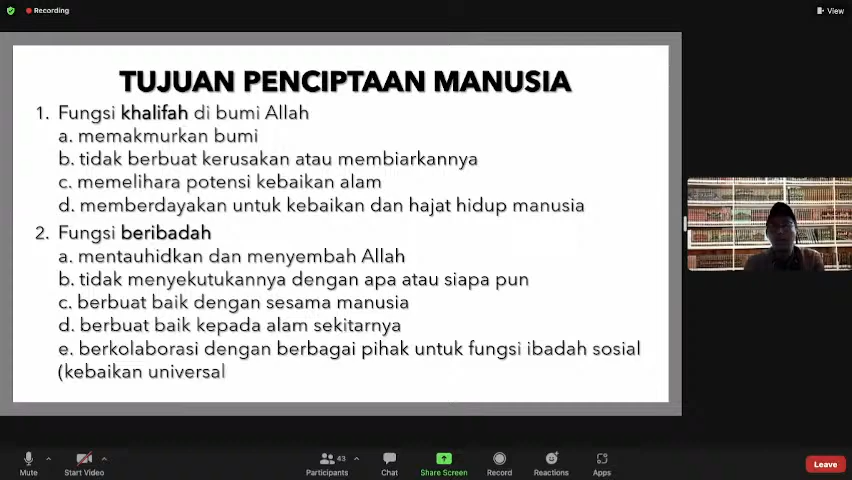 Recording
View
TUJUAN PENCIPTAAN MANUSIA
1. Fungsi khalifah di bumi Allah
a. memakmurkan bumi
b. tidak berbuat kerusakan atau membiarkannya
c. memelihara potensi kebaikan alam
d. memberdayakan untuk kebaikan dan hajat hidup manusia
2. Fungsi beribadah
a. mentauhidkan dan menyembah Allah
b. tidak menyekutukannya dengan apa atau siapa pun
c. berbuat baik dengan sesama manusia
d. berbuat baik kepada alam sekitarnya
e. berkolaborasi dengan berbagai pihak untuk fungsi ibadah sosial
(kebaikan universal
43
Mute Start Video Participants Chat Share Screen Record Reactions Apps Leave